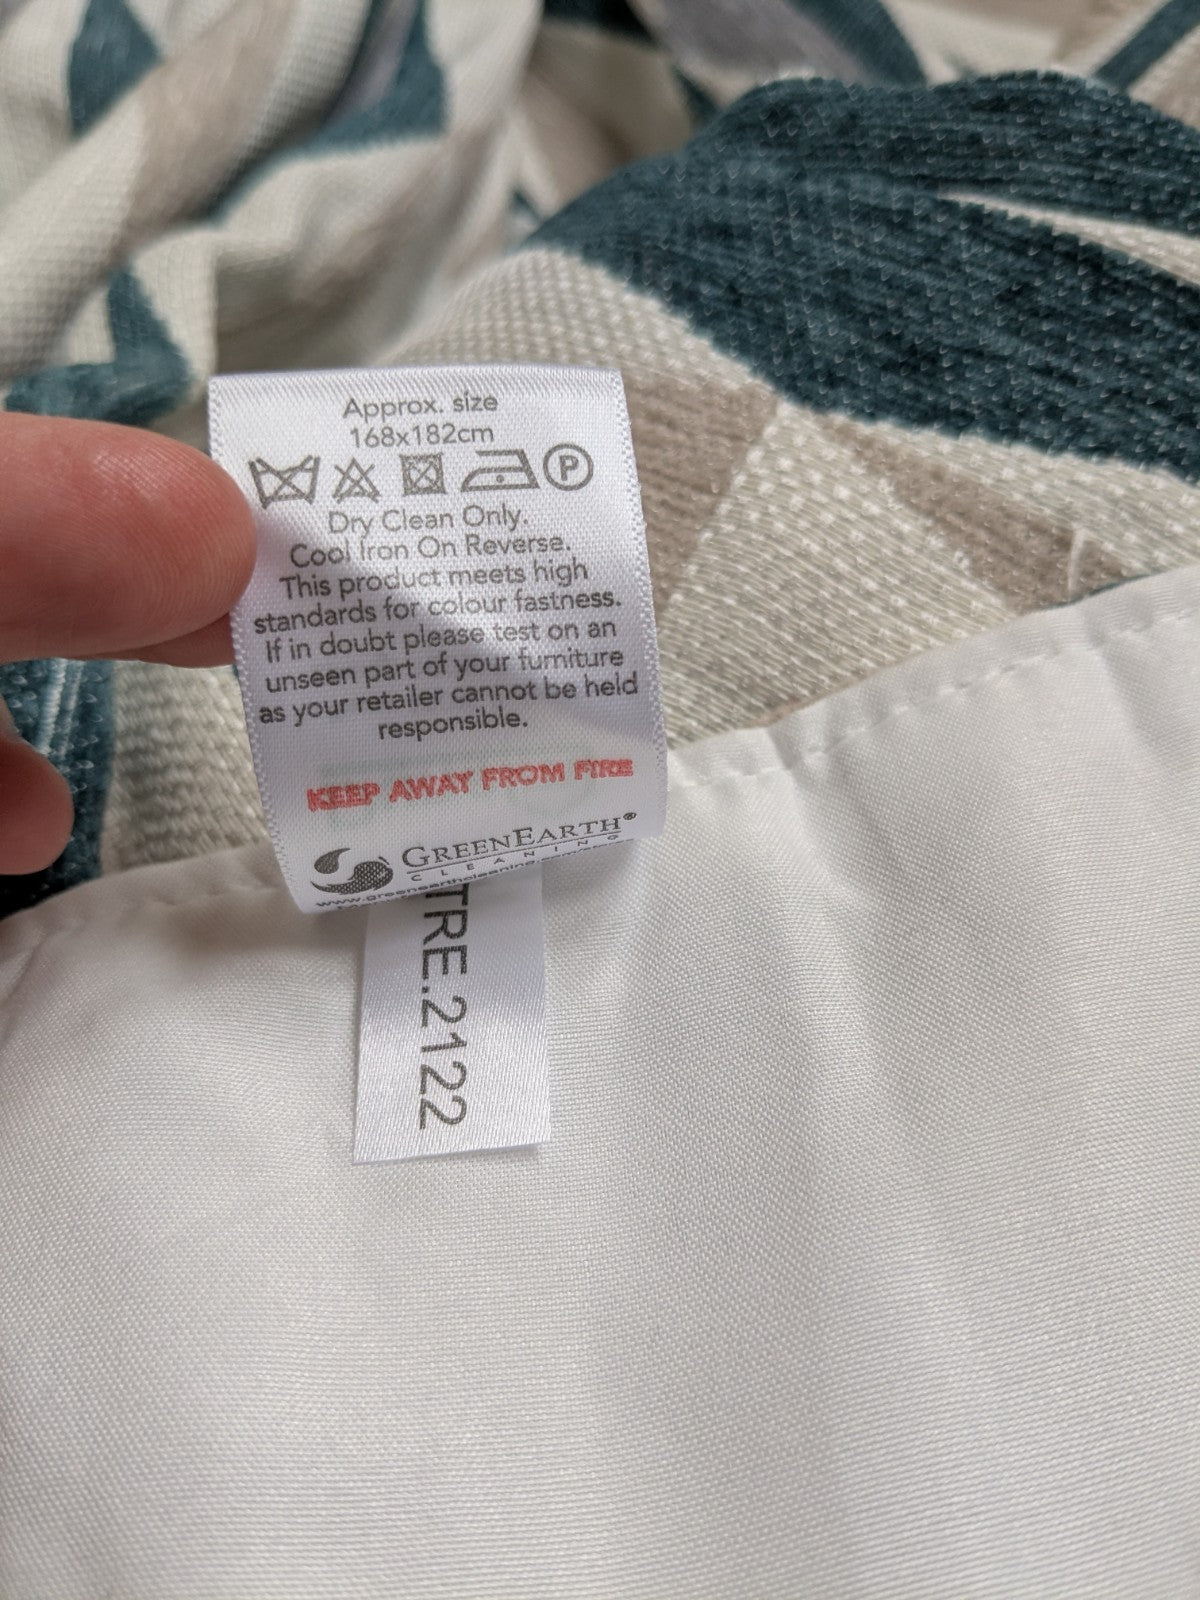 Approx. size
168x182cm
P
Dry Clean Only.
Cool Iron On Reverse.
This product meets high
standards for colour fastness.
If in doubt please test on an
unseen part of your furniture
as your retailer cannot be held
responsible.
KEEP AWAY FROM FIRE
GREENEARTH®
CLEANING
TRE.2122